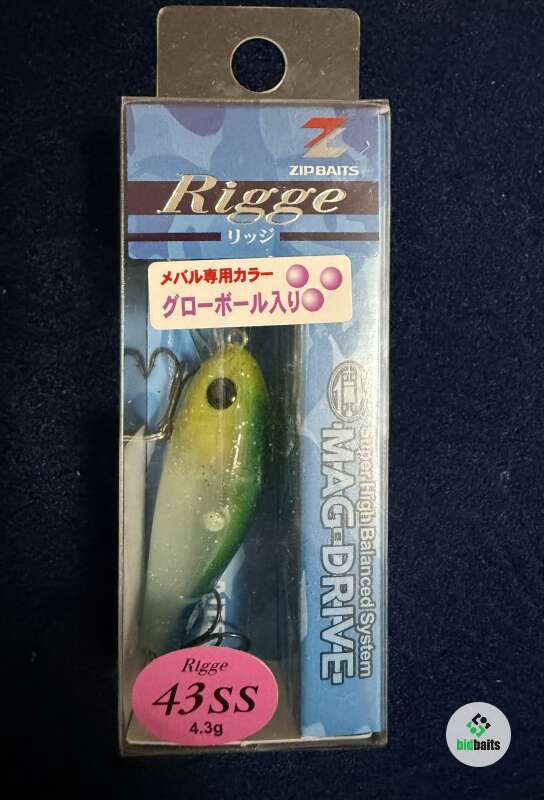 ZIPBAITS
Rigge
リッジ
メバル専用カラー
グローボール入り
Super High Balanced System
MAG-DRIVE
Rigge
43SS
4.3g
bidbaits